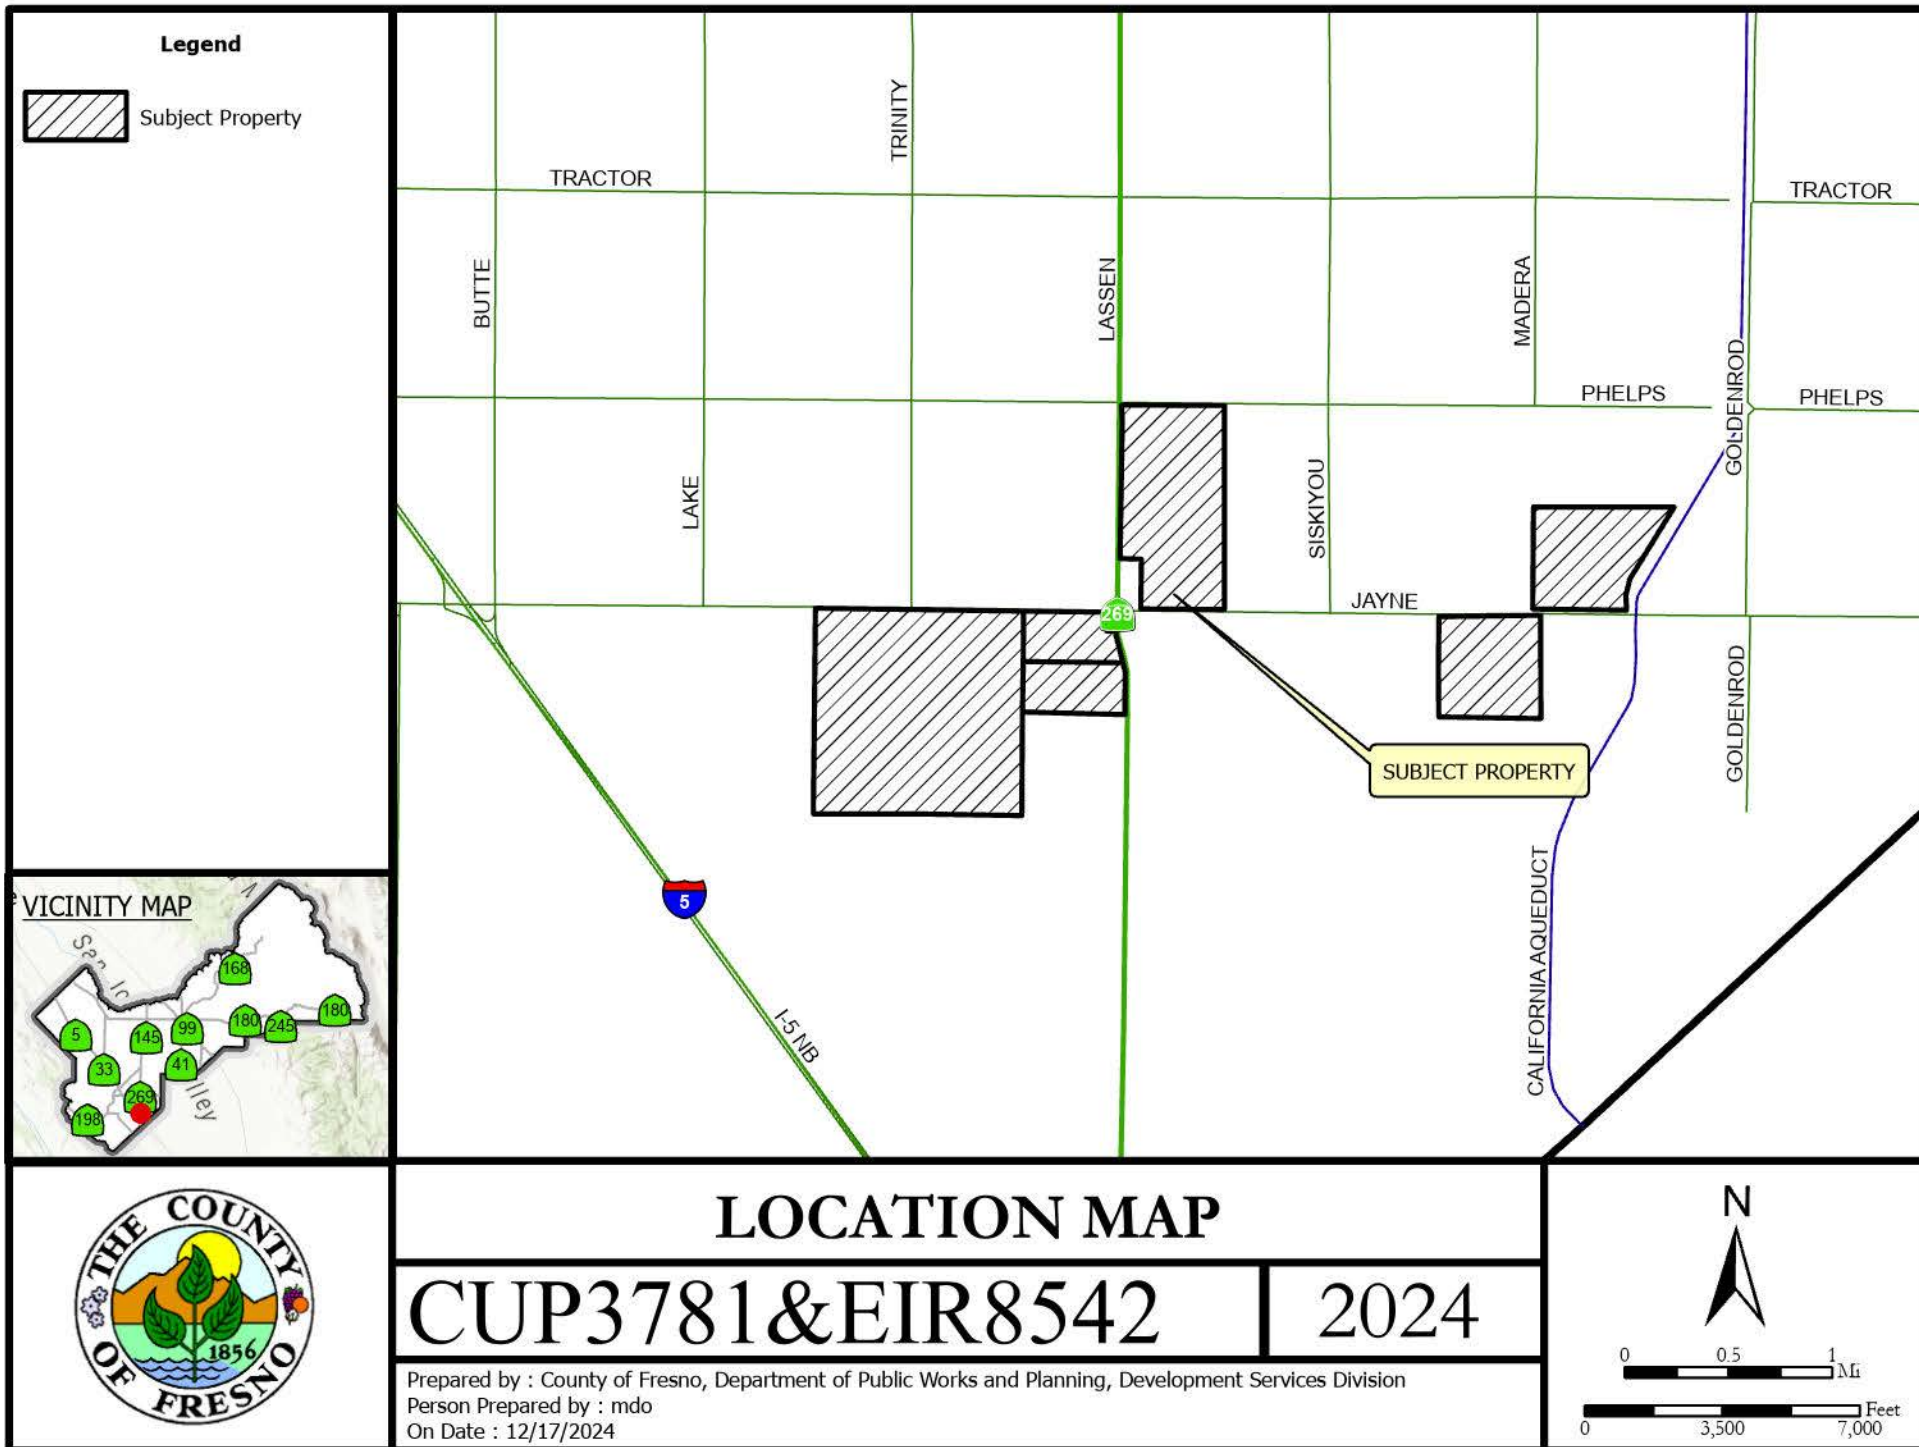 Legend
Subject Property
TRINITY
TRACTOR
TRACTOR
BUTTE
LASSEN
MADERA
GOLDENROD
PHELPS
PHELPS
LAKE
SISKIYOU
JAYNE
269
GOLDENROD
SUBJECT PROPERTY
5
CALIFORNIA AQUEDUCT
I-5 NB
VICINITY MAP
168
180
5
145
99
180
245
33
41
269
lley
198
THE COUNTY
OF FRESNO
1856
LOCATION MAP
CUP3781&EIR8542
2024
Prepared by : County of Fresno, Department of Public Works and Planning, Development Services Division
Person Prepared by : mdo
On Date : 12/17/2024
N
0 0.5 1
Mi
Feet
0 3,500 7,000